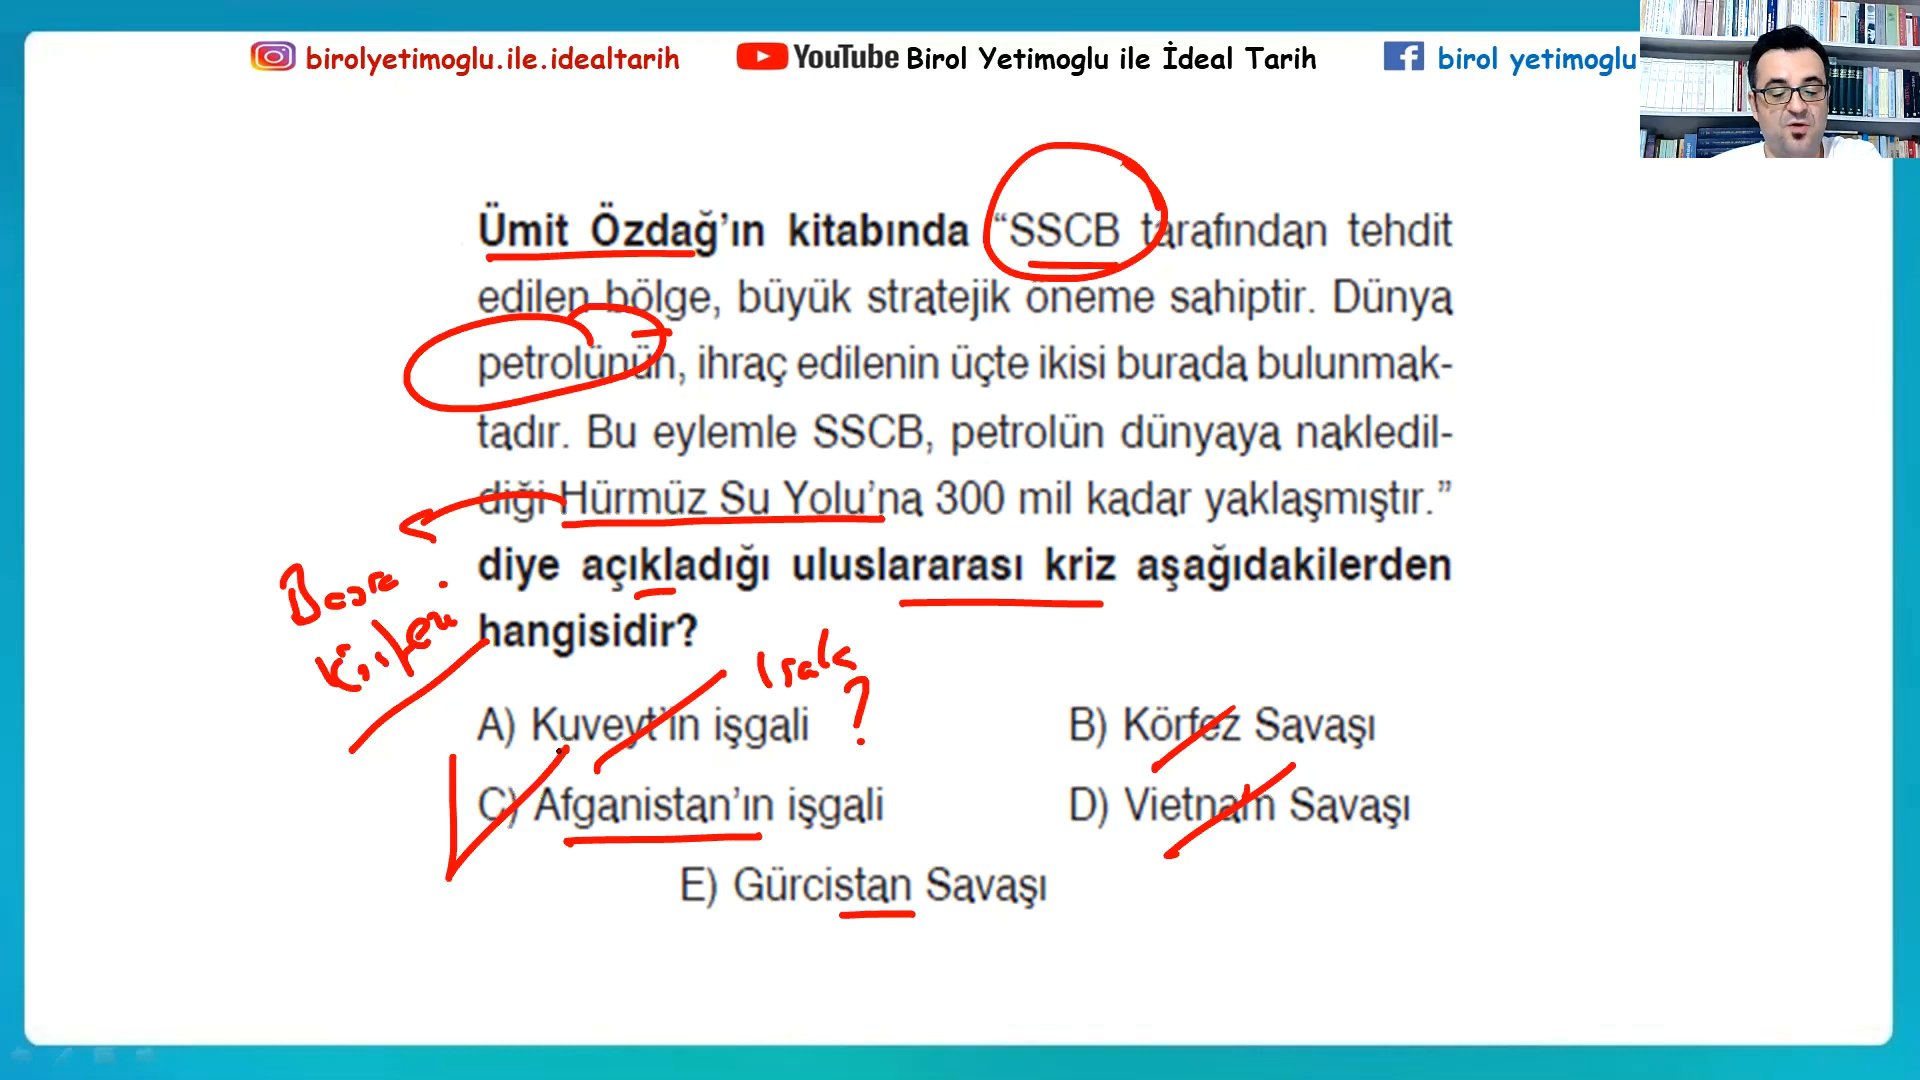 birolyetimoglu.ile.idealtarih YouTube Birol Yetimoglu ile İdeal Tarih birol yetimoglu
Ümit Özdağ’ın kitabında “SSCB tarafından tehdit
edilen bölge, büyük stratejik öneme sahiptir. Dünya
petrolünün, ihraç edilenin üçte ikisi burada bulunmak-
tadır. Bu eylemle SSCB, petrolün dünyaya nakledil-
diği Hürmüz Su Yolu’na 300 mil kadar yaklaşmıştır.”
diye açıkladığı uluslararası kriz aşağıdakilerden
hangisidir?
Basra
Körfezi
Irak
?
A) Kuveyt’in işgali B) Körfez Savaşı
C) Afganistan’ın işgali D) Vietnam Savaşı
E) Gürcistan Savaşı